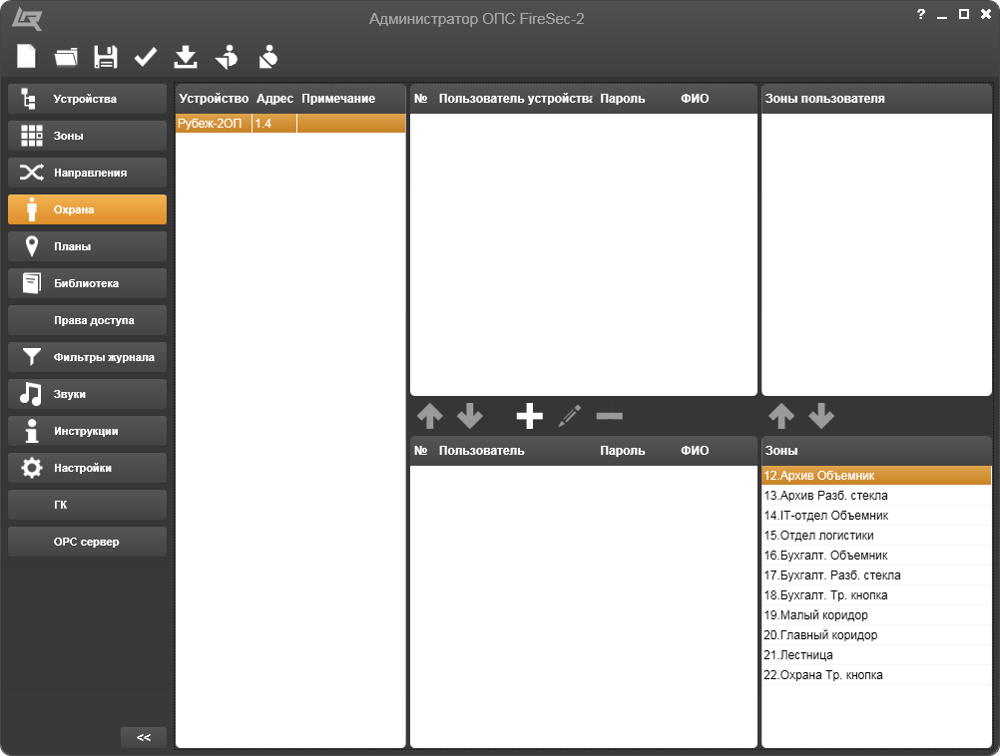 Администратор ОПС FireSec-2
?
Устройства
Зоны
Направления
Охрана
Планы
Библиотека
Права доступа
Фильтры журнала
Звуки
Инструкции
Настройки
ГК
ОРС сервер
<<
Устройство Адрес Примечание
Рубеж-2ОП 1.4
№ Пользователь устройства Пароль ФИО
Зоны пользователя
№ Пользователь Пароль ФИО
Зоны
12.Архив Объемник
13.Архив Разб. стекла
14.IT-отдел Объемник
15.Отдел логистики
16.Бухгалт. Объемник
17.Бухгалт. Разб. стекла
18.Бухгалт. Тр. кнопка
19.Малый коридор
20.Главный коридор
21.Лестница
22.Охрана Тр. кнопка